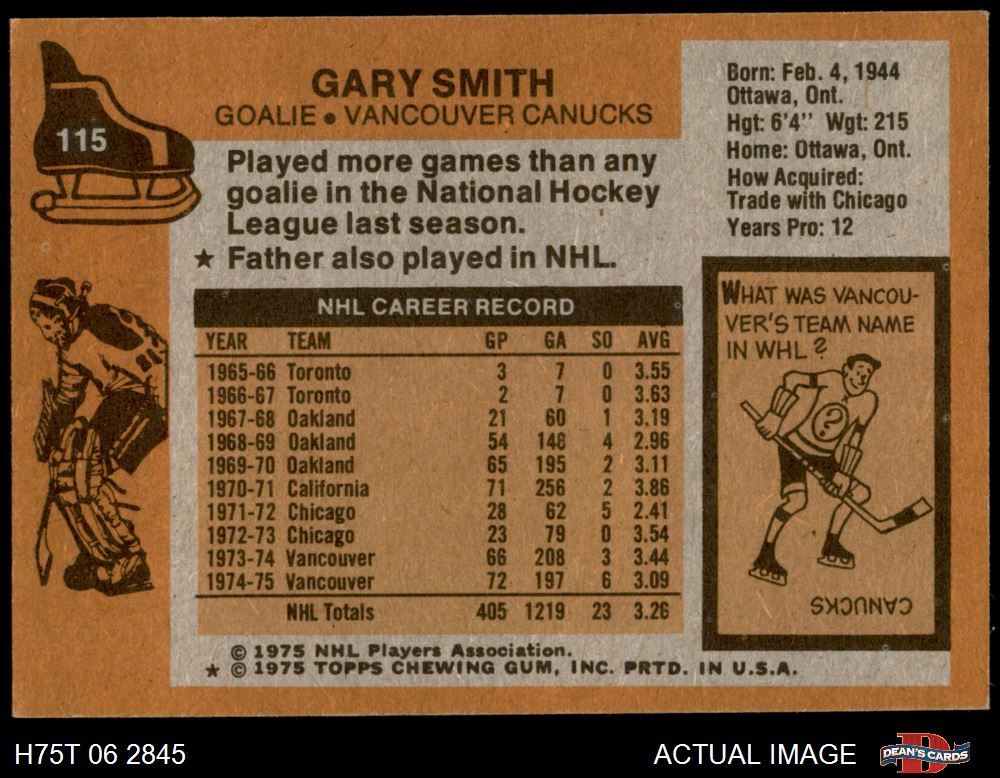 115
GARY SMITH
GOALIE • VANCOUVER CANUCKS
Played more games than any
goalie in the National Hockey
League last season.
★ Father also played in NHL.
Born: Feb. 4, 1944
Ottawa, Ont.
Hgt: 6'4" Wgt: 215
Home: Ottawa, Ont.
How Acquired:
Trade with Chicago
Years Pro: 12
NHL CAREER RECORD
YEAR TEAM GP GA SO AVG
1965-66 Toronto 3 7 0 3.55
1966-67 Toronto 2 7 0 3.63
1967-68 Oakland 21 60 1 3.19
1968-69 Oakland 54 148 4 2.96
1969-70 Oakland 65 195 2 3.11
1970-71 California 71 256 2 3.86
1971-72 Chicago 28 62 5 2.41
1972-73 Chicago 23 79 0 3.54
1973-74 Vancouver 66 208 3 3.44
1974-75 Vancouver 72 197 6 3.09
NHL Totals 405 1219 23 3.26
WHAT WAS VANCOU-
VER'S TEAM NAME
IN WHL?
?
CANUCKS
© 1975 NHL Players Association.
★ © 1975 TOPPS CHEWING GUM, INC. PRTD. IN U.S.A.
H75T 06 2845
ACTUAL IMAGE
D
DEAN'S CARDS